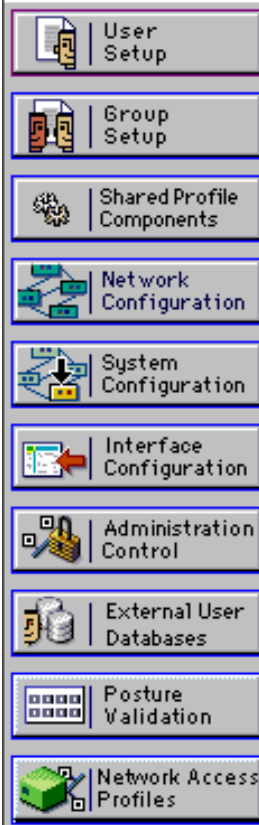 User
Setup
Group
Setup
Shared Profile
Components
Network
Configuration
System
Configuration
Interface
Configuration
Administration
Control
External User
Databases
Posture
Validation
Network Access
Profiles